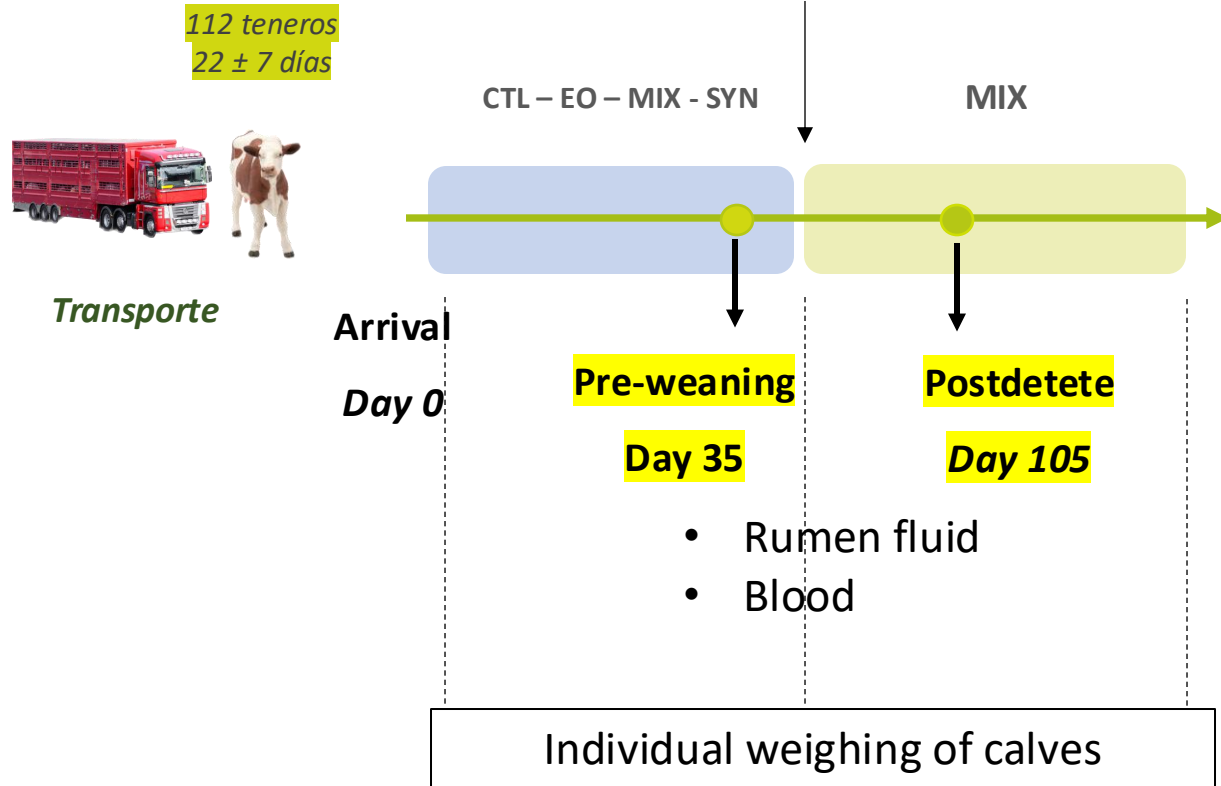 112 teneros
22 ± 7 días
CTL – EO – MIX - SYN
MIX
Transporte
Arrival
Day 0
Pre-weaning
Day 35
Postdetete
Day 105
• Rumen fluid
• Blood
Individual weighing of calves